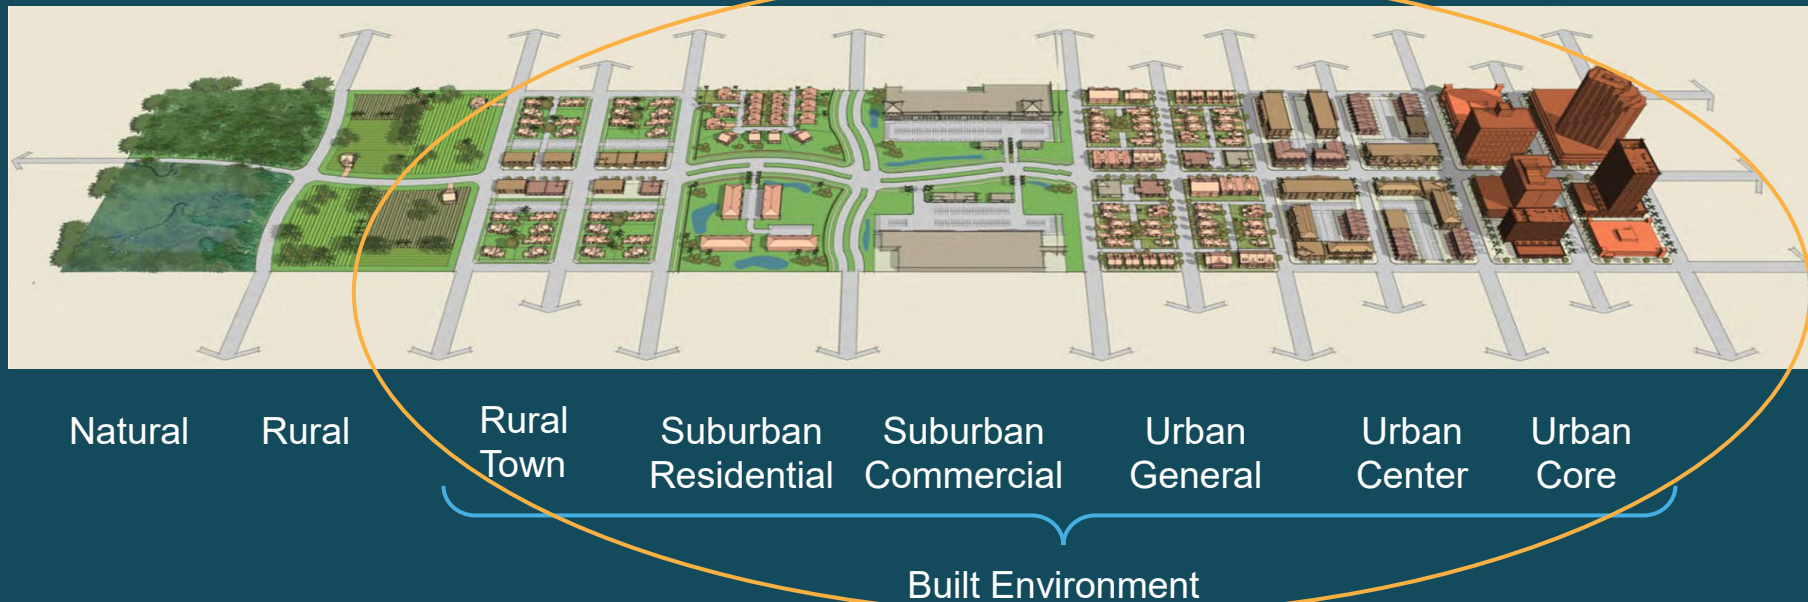 Natural
Rural
Rural
Town
Suburban
Residential
Suburban
Commercial
Urban
General
Urban
Center
Urban
Core
Built Environment